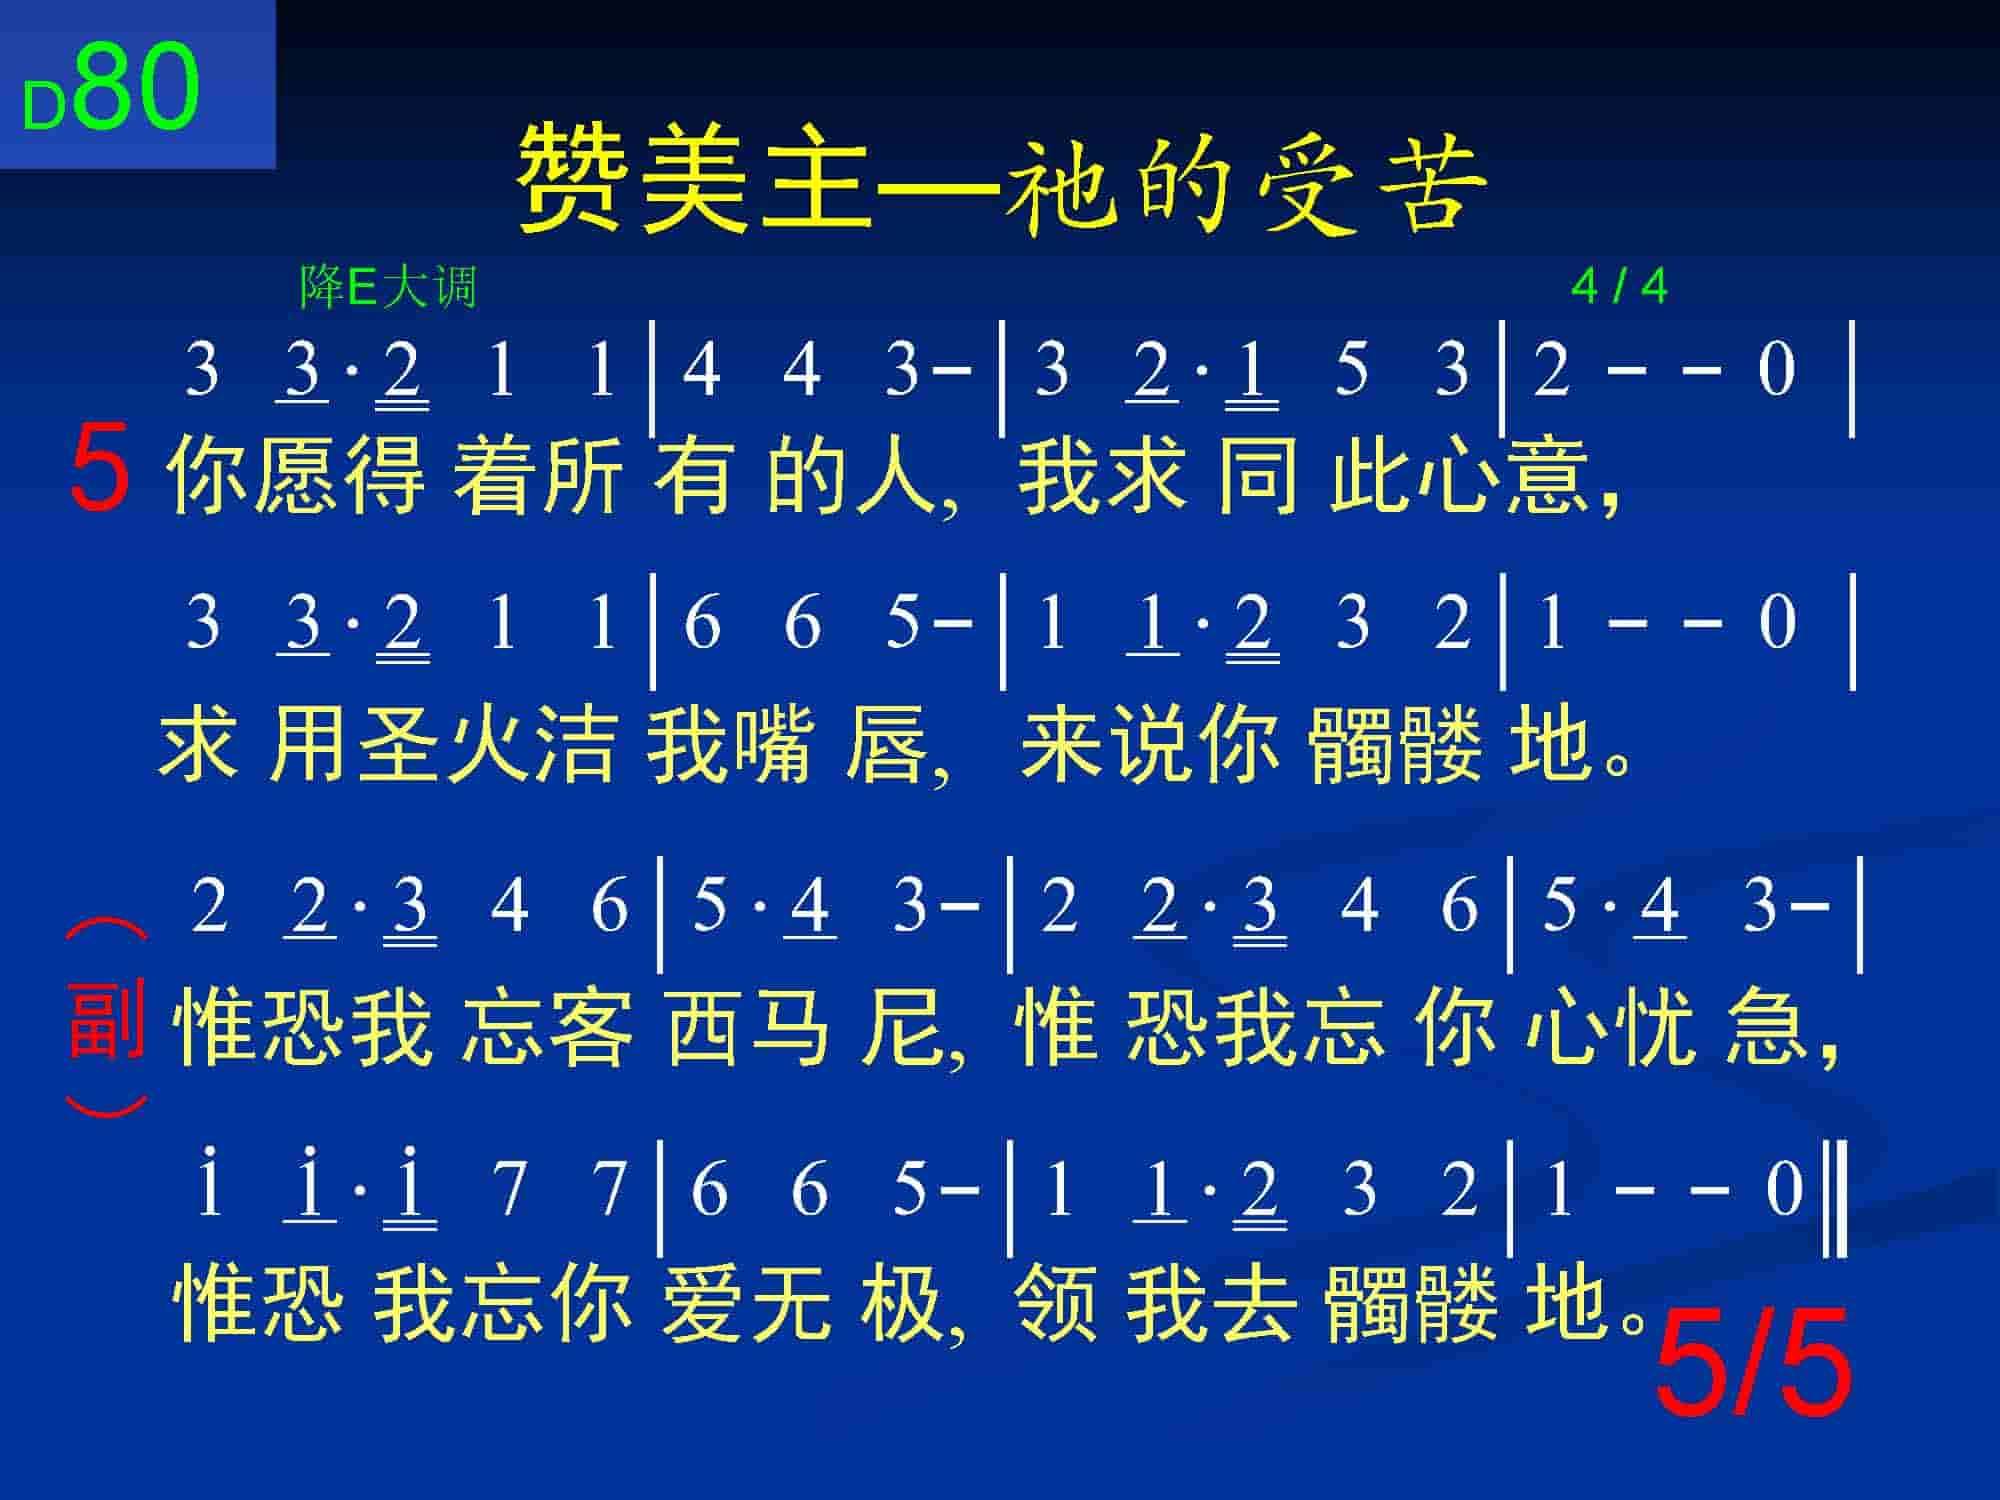 D80
赞美主—祂的受苦
降E大调 4 / 4
3 3 · 2 1 1 | 4 4 3 – | 3 2 · 1 5 3 | 2 – – 0 |
5 你愿得 着所 有 的人, 我求 同 此心意，
3 3 · 2 1 1 | 6 6 5 – | 1 1 · 2 3 2 | 1 – – 0 |
求 用圣火洁 我嘴 唇, 来说你 髑髅 地。
2 2 · 3 4 6 | 5 · 4 3 – | 2 2 · 3 4 6 | 5 · 4 3 – |
（副） 惟恐我 忘客 西马 尼, 惟 恐我忘 你 心忧 急，
i i · i 7 7 | 6 6 5 – | 1 1 · 2 3 2 | 1 – – 0 ‖
惟恐 我忘你 爱无 极, 领 我去 髑髅 地。
5/5